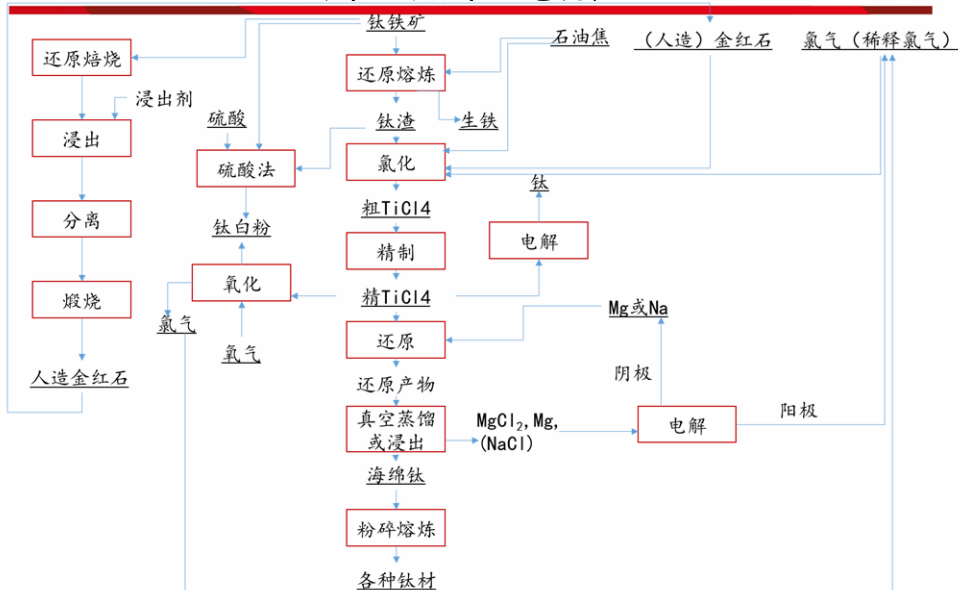 钛铁矿
石油焦
(人造)金红石
氯气(稀释氯气)
还原焙烧
还原熔炼
浸出剂
硫酸
钛渣
生铁
浸出
硫酸法
氯化
钛
粗TiCl4
分离
钛白粉
电解
精制
氧化
煅烧
精TiCl4
Mg或Na
氯气
还原
氧气
阴极
人造金红石
还原产物
真空蒸馏
或浸出
MgCl₂,Mg,
(NaCl)
电解
阳极
海绵钛
粉碎熔炼
各种钛材